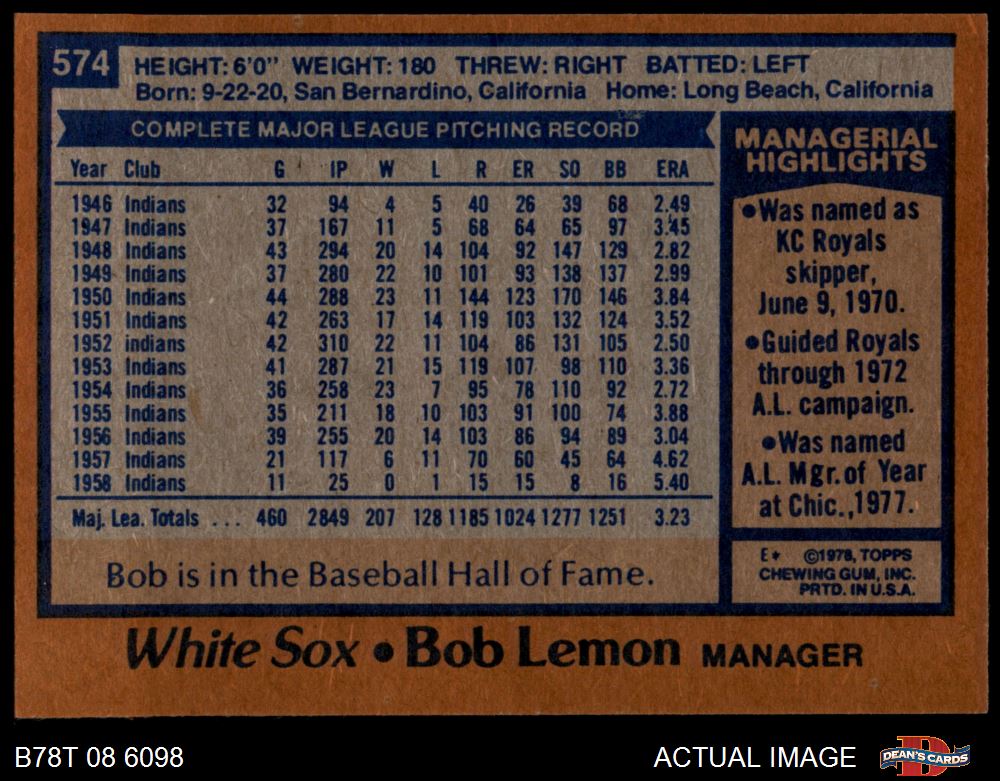 574
HEIGHT: 6'0" WEIGHT: 180 THREW: RIGHT BATTED: LEFT
Born: 9-22-20, San Bernardino, California Home: Long Beach, California
COMPLETE MAJOR LEAGUE PITCHING RECORD
Year Club G IP W L R ER SO BB ERA
1946 Indians 32 94 4 5 40 26 39 68 2.49
1947 Indians 37 167 11 5 68 64 65 97 3.45
1948 Indians 43 294 20 14 104 92 147 129 2.82
1949 Indians 37 280 22 10 101 93 138 137 2.99
1950 Indians 44 288 23 11 144 123 170 146 3.84
1951 Indians 42 263 17 14 119 103 132 124 3.52
1952 indians 42 310 22 11 104 86 131 105 2.50
1953 Indians 41 287 21 15 119 107 98 110 3.36
1954 Indians 36 258 23 7 95 78 110 92 2.72
1955 Indians 35 211 18 10 103 91 100 74 3.88
1956 Indians 39 255 20 14 103 86 94 89 3.04
1957 Indians 21 117 6 11 70 60 45 64 4.62
1958 Indians 11 25 0 1 15 15 8 16 5.40
Maj. Lea. Totals ... 460 2849 207 128 1185 1024 1277 1251 3.23
Bob is in the Baseball Hall of Fame.
MANAGERIAL
HIGHLIGHTS
●Was named as
KC Royals
skipper,
June 9, 1970.
●Guided Royals
through 1972
A.L. campaign.
●Was named
A.L. Mgr. of Year
at Chic., 1977.
E* ©1978, TOPPS
CHEWING GUM, INC.
PRTD. IN U.S.A.
White Sox ● Bob Lemon MANAGER
B78T 08 6098 ACTUAL IMAGE DEAN'S CARDS